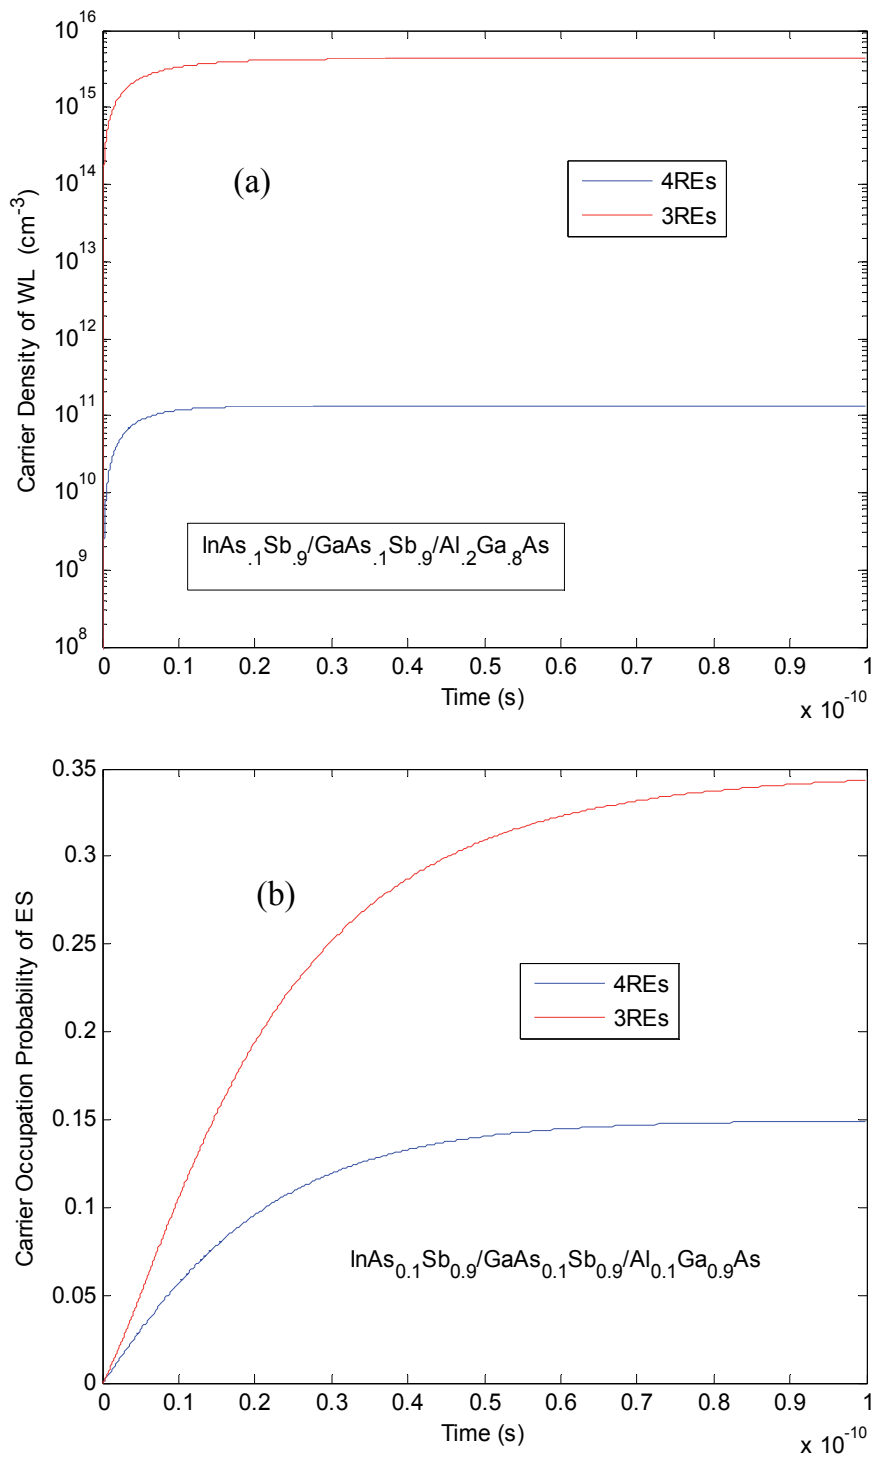 10^16
10^15
10^14
10^13
10^12
10^11
10^10
10^9
10^8
Carrier Density of WL (cm^-3)
(a)
4REs
3REs
InAs.1Sb.9/GaAs.1Sb.9/Al.2Ga.8As
0 0.1 0.2 0.3 0.4 0.5 0.6 0.7 0.8 0.9 1
Time (s)
x 10^-10
0.35
0.3
0.25
0.2
0.15
0.1
0.05
0
Carrier Occupation Probability of ES
(b)
4REs
3REs
InAs0.1Sb0.9/GaAs0.1Sb0.9/Al0.1Ga0.9As
0 0.1 0.2 0.3 0.4 0.5 0.6 0.7 0.8 0.9 1
Time (s)
x 10^-10